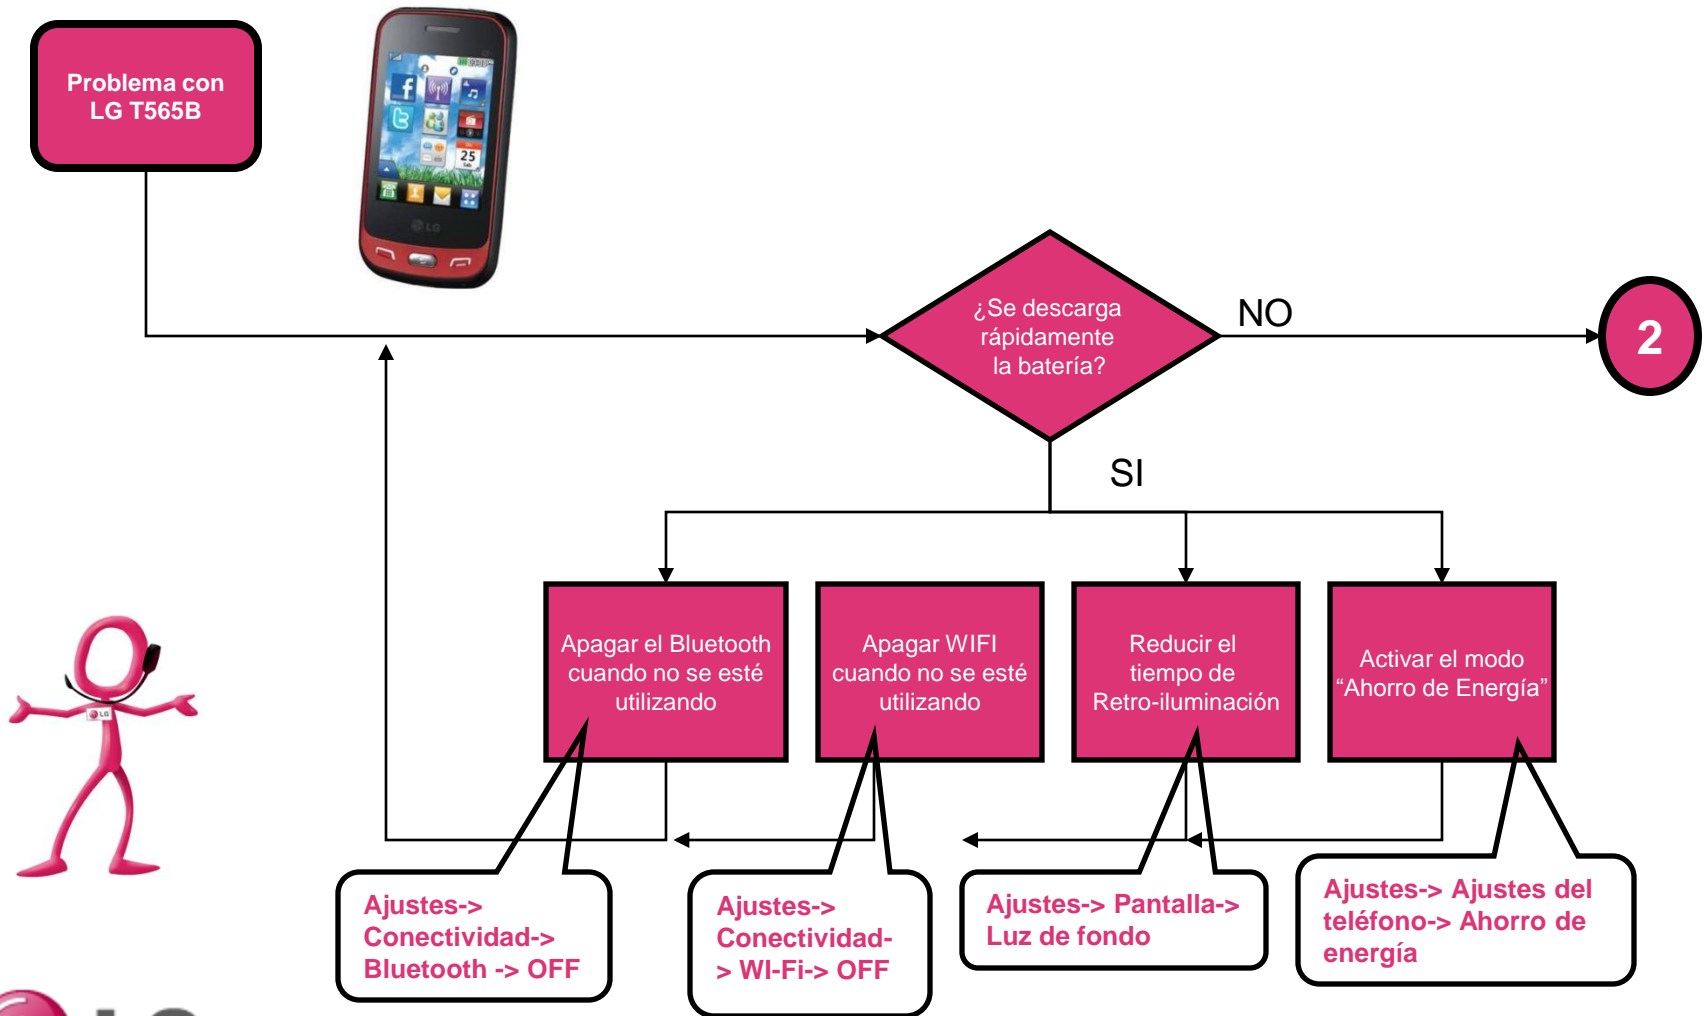 Problema con
LG T565B
25
LG
¿Se descarga
rápidamente
la batería?
NO
2
SI
Apagar el Bluetooth
cuando no se esté
utilizando
Apagar WIFI
cuando no se esté
utilizando
Reducir el
tiempo de
Retro-iluminación
Activar el modo
“Ahorro de Energía”
LG
Ajustes->
Conectividad->
Bluetooth -> OFF
Ajustes->
Conectividad-
> WI-Fi-> OFF
Ajustes-> Pantalla->
Luz de fondo
Ajustes-> Ajustes del
teléfono-> Ahorro de
energía